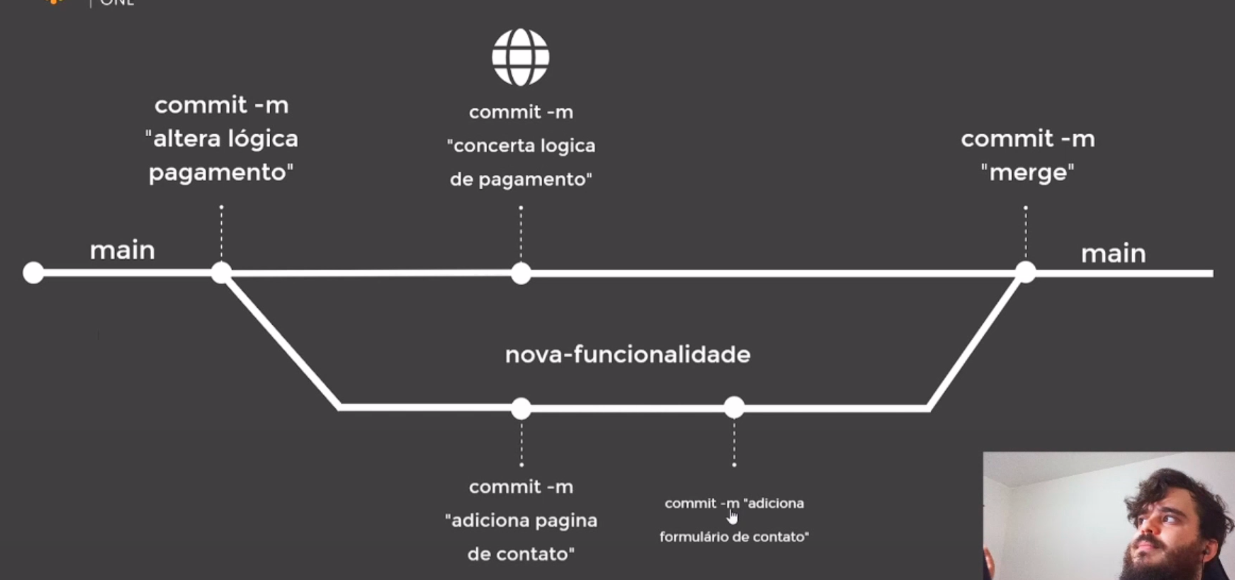 ONE
commit -m
"altera lógica
pagamento"
commit -m
"concerta logica
de pagamento"
commit -m
"merge"
main
main
nova-funcionalidade
commit -m
"adiciona pagina
de contato"
commit -m "adiciona
formulário de contato"